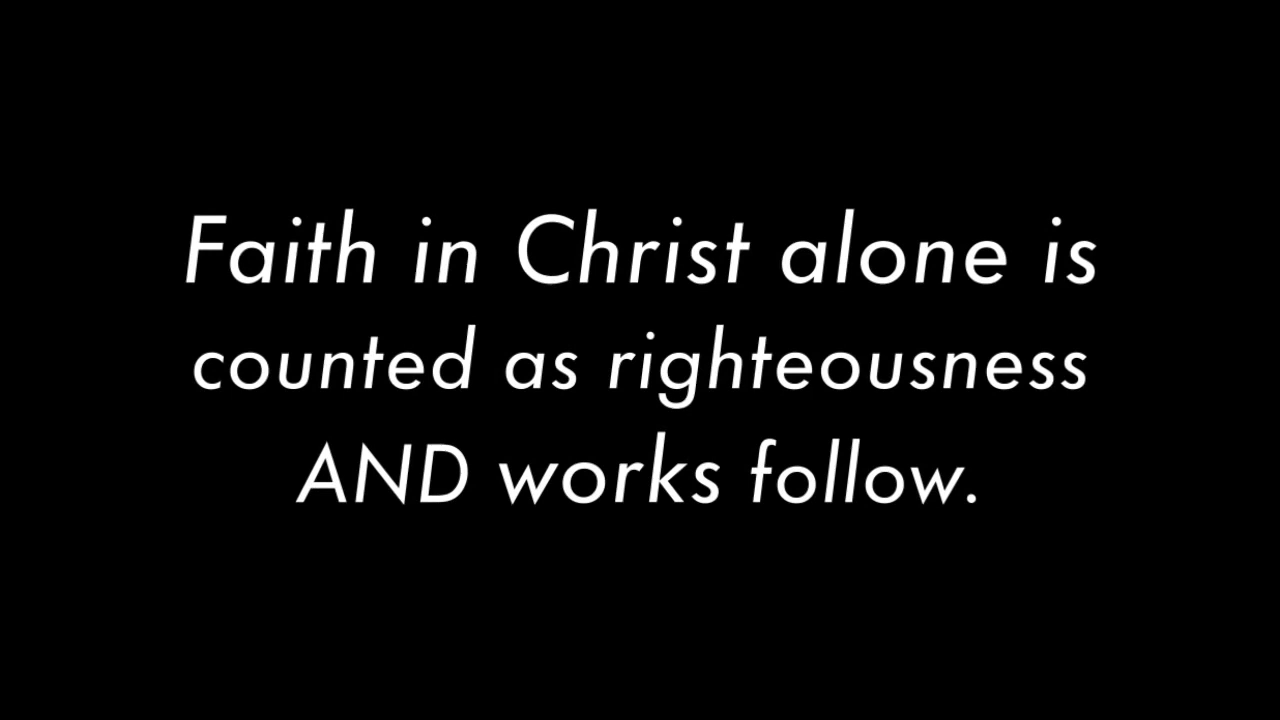 Faith in Christ alone is
counted as righteousness
AND works follow.